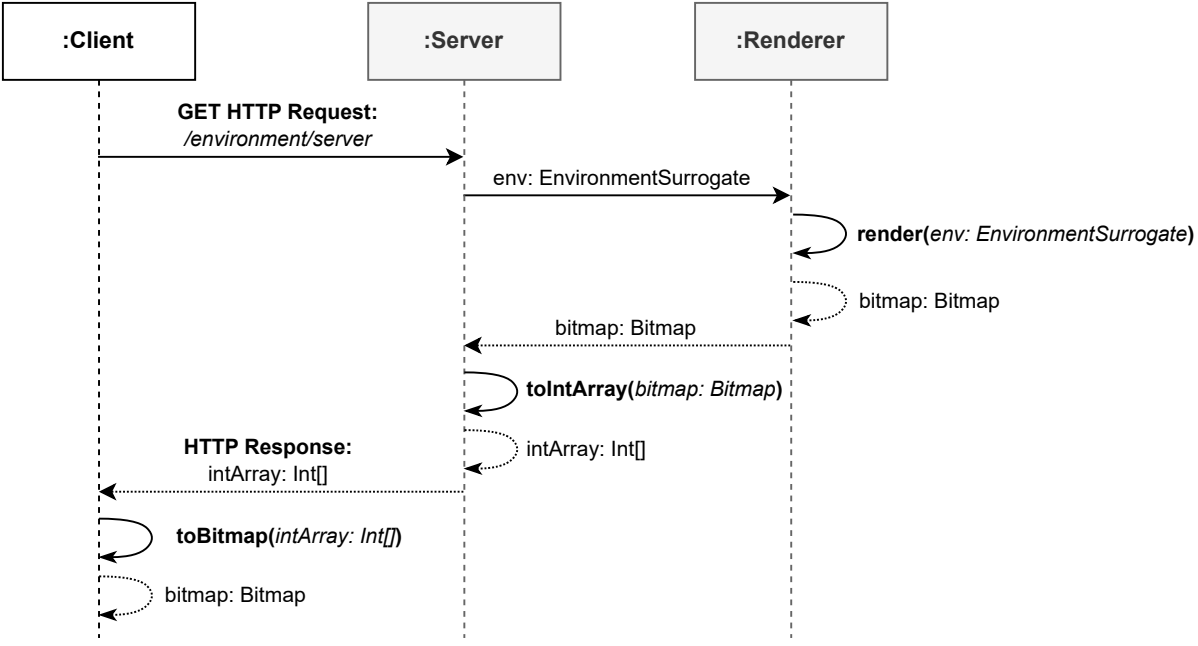 :Client
:Server
:Renderer
GET HTTP Request:
/environment/server
env: EnvironmentSurrogate
render(env: EnvironmentSurrogate)
bitmap: Bitmap
bitmap: Bitmap
toIntArray(bitmap: Bitmap)
HTTP Response:
intArray: Int[]
intArray: Int[]
toBitmap(intArray: Int[])
bitmap: Bitmap